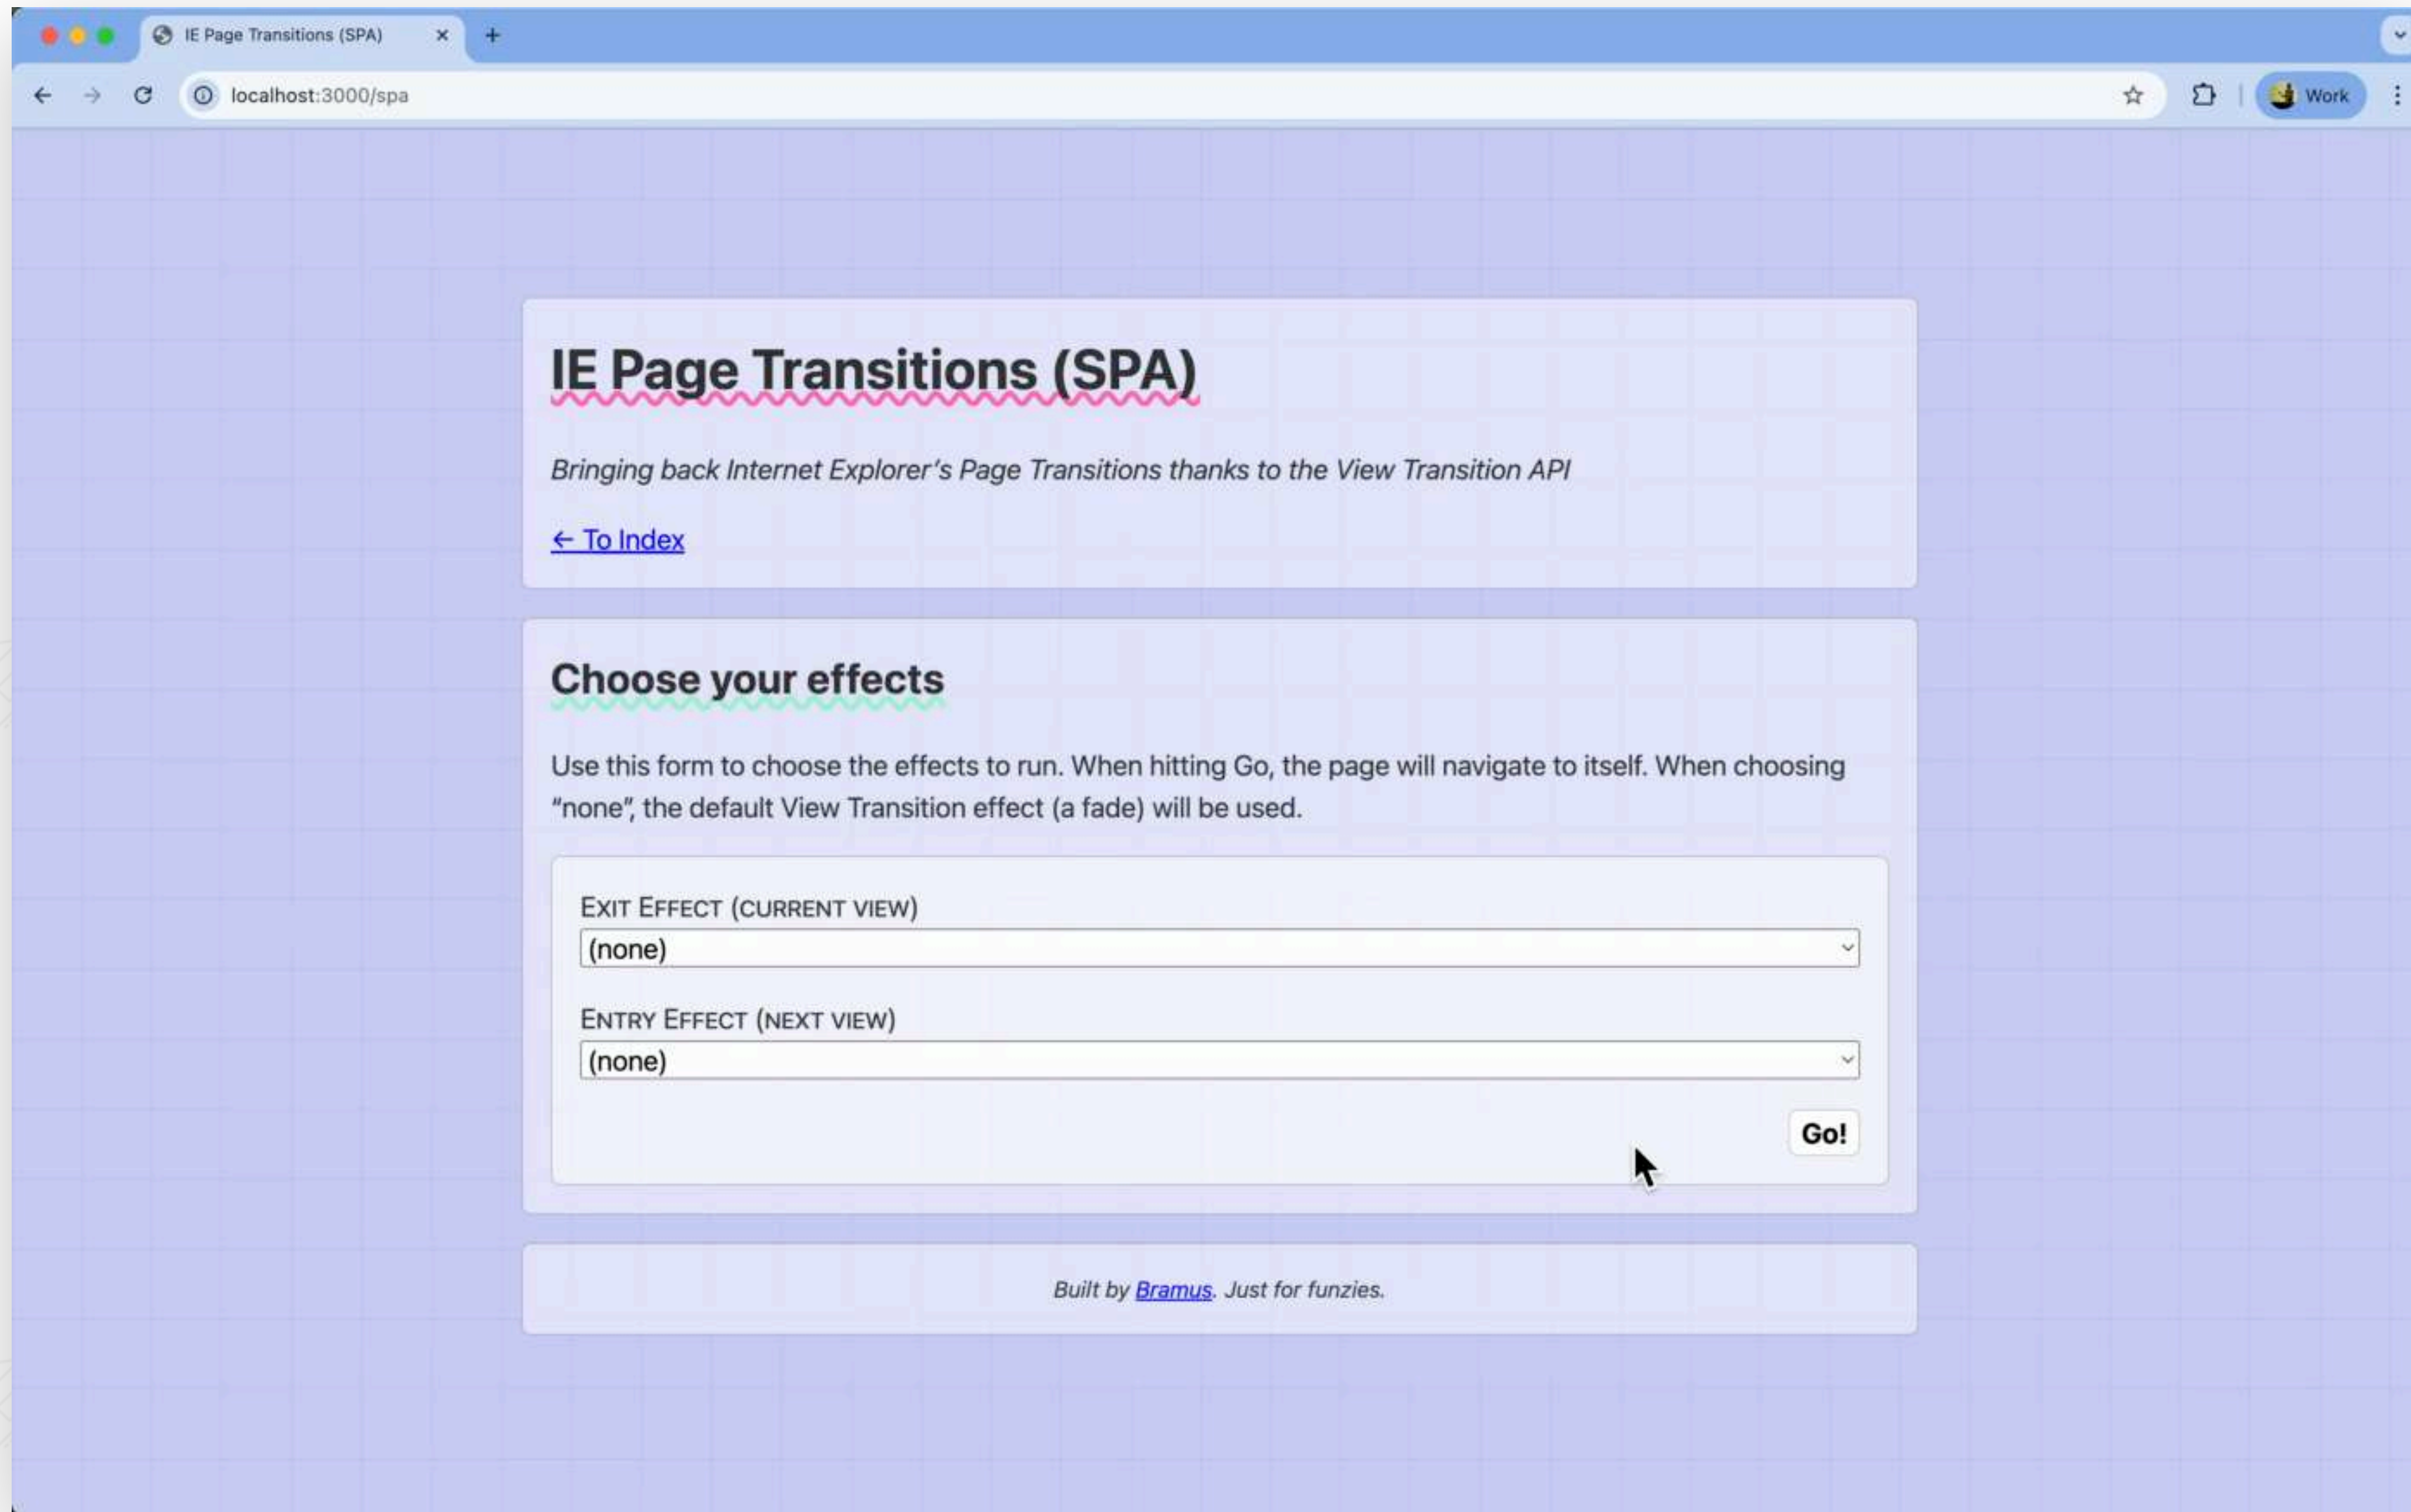 IE Page Transitions (SPA)
localhost:3000/spa
Work
IE Page Transitions (SPA)
Bringing back Internet Explorer’s Page Transitions thanks to the View Transition API
← To Index
Choose your effects
Use this form to choose the effects to run. When hitting Go, the page will navigate to itself. When choosing
“none”, the default View Transition effect (a fade) will be used.
EXIT EFFECT (CURRENT VIEW)
(none)
ENTRY EFFECT (NEXT VIEW)
(none)
Go!
Built by Bramus. Just for funzies.